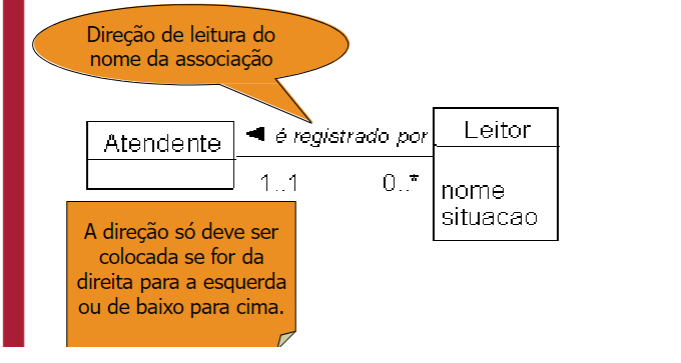 Direção de leitura do
nome da associação
Atendente
é registrado por
Leitor
1..1
0..*
nome
situacao
A direção só deve ser
colocada se for da
direita para a esquerda
ou de baixo para cima.